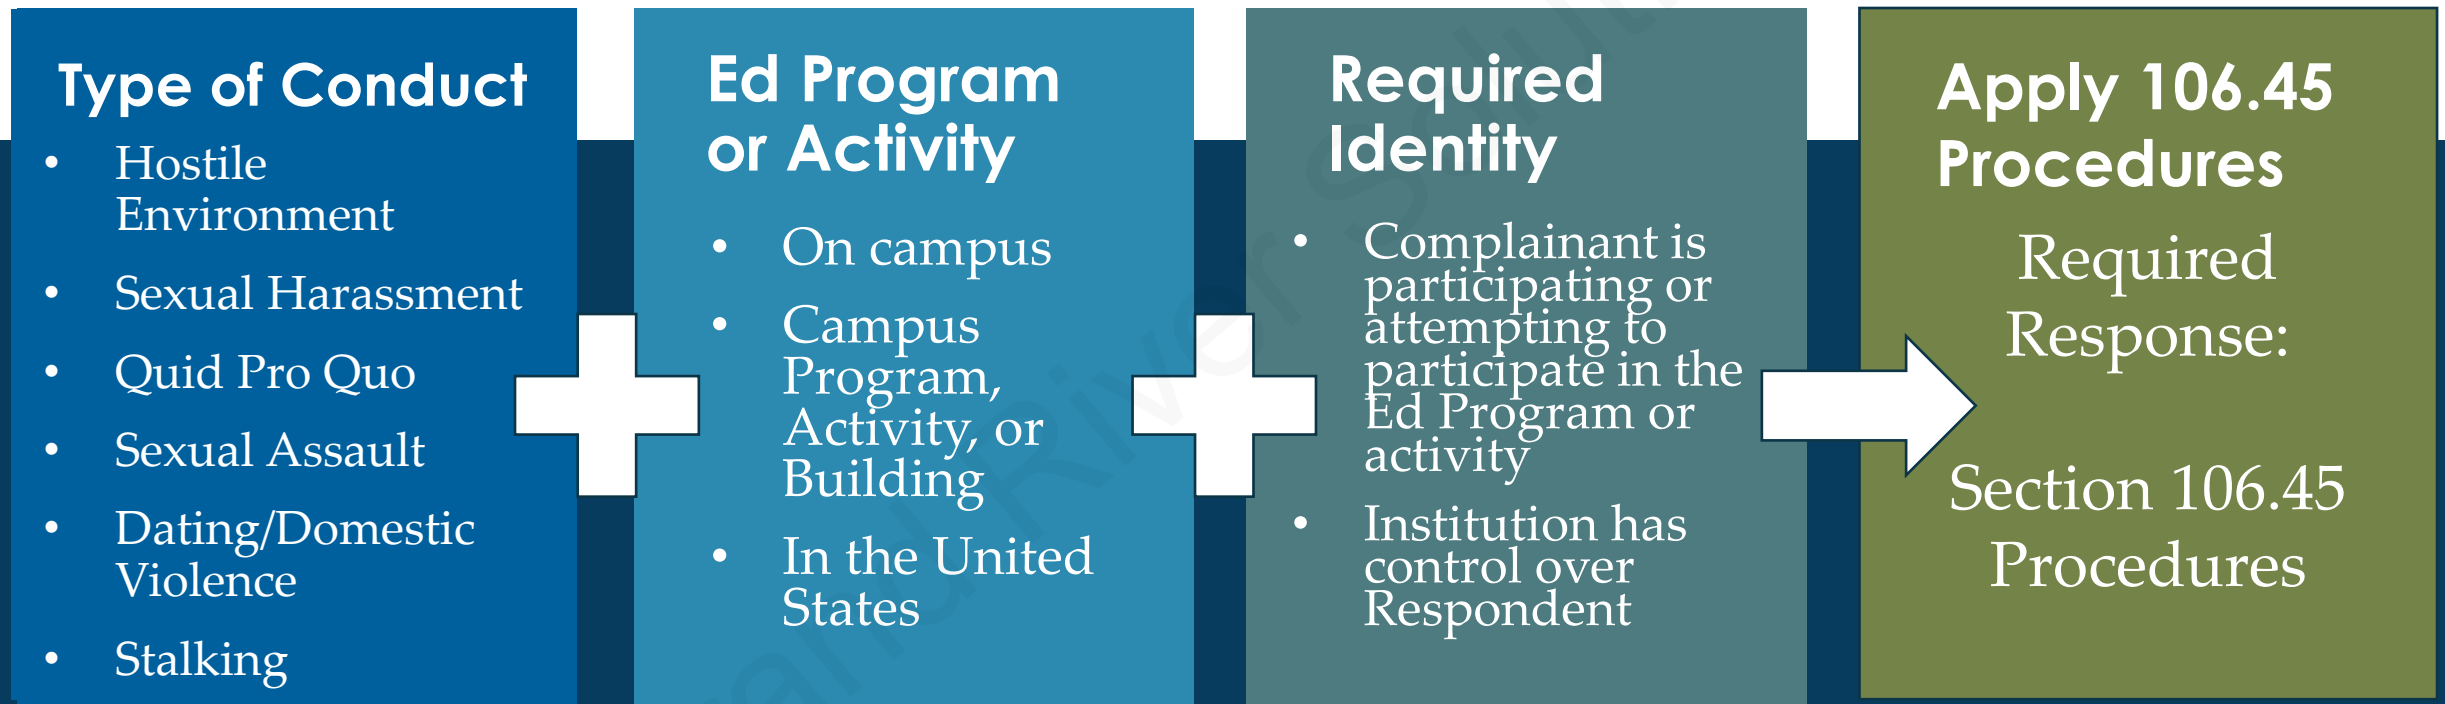 Type of Conduct
• Hostile
Environment
• Sexual Harassment
• Quid Pro Quo
• Sexual Assault
• Dating/Domestic
Violence
• Stalking
Ed Program
or Activity
• On campus
• Campus
Program,
Activity, or
Building
• In the United
States
Required
Identity
• Complainant is
participating or
attempting to
participate in the
Ed Program or
activity
• Institution has
control over
Respondent
Apply 106.45
Procedures
Required
Response:
Section 106.45
Procedures